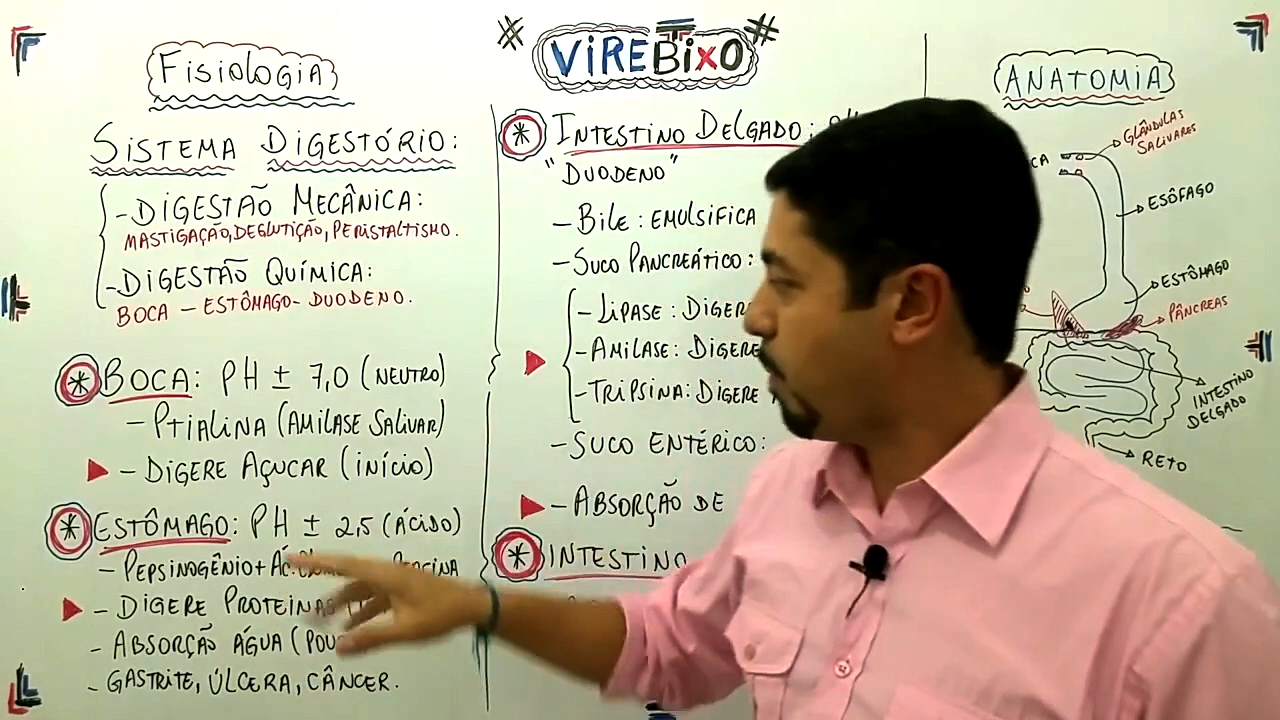 Fisiologia
SISTEMA DIGESTÓRIO:
-DIGESTÃO MECÂNICA:
MASTIGAÇÃO, DEGLUTIÇÃO, PERISTALTISMO.
-DIGESTÃO QUÍMICA:
BOCA - ESTÔMAGO - DUODENO.
* BOCA: PH ± 7,0 (NEUTRO)
- PTIALINA (AMILASE SALIVAR)
- DIGERE AÇUCAR (INÍCIO)
* ESTÔMAGO: PH ± 2,5 (ÁCIDO)
- PEPSINOGÊNIO +
- DIGERE PROTEINAS
- ABSORÇÃO ÁGUA
- GASTRITE, ÚLCERA, CÂNCER.
# VIREBIXO #
* INTESTINO DELGADO:
"DUODENO"
- BILE: EMULSIFICA
- SUCO PANCREÁTICO:
- LIPASE: DIGERE
- AMILASE: DIGERE
- TRIPSINA: DIGERE
- SUCO ENTÉRICO:
- ABSORÇÃO DE
* INTESTINO
ANATOMIA
GLÂNDULAS
SALIVARES
ESÔFAGO
ESTÔMAGO
PÂNCREAS
INTESTINO
DELGADO
RETO